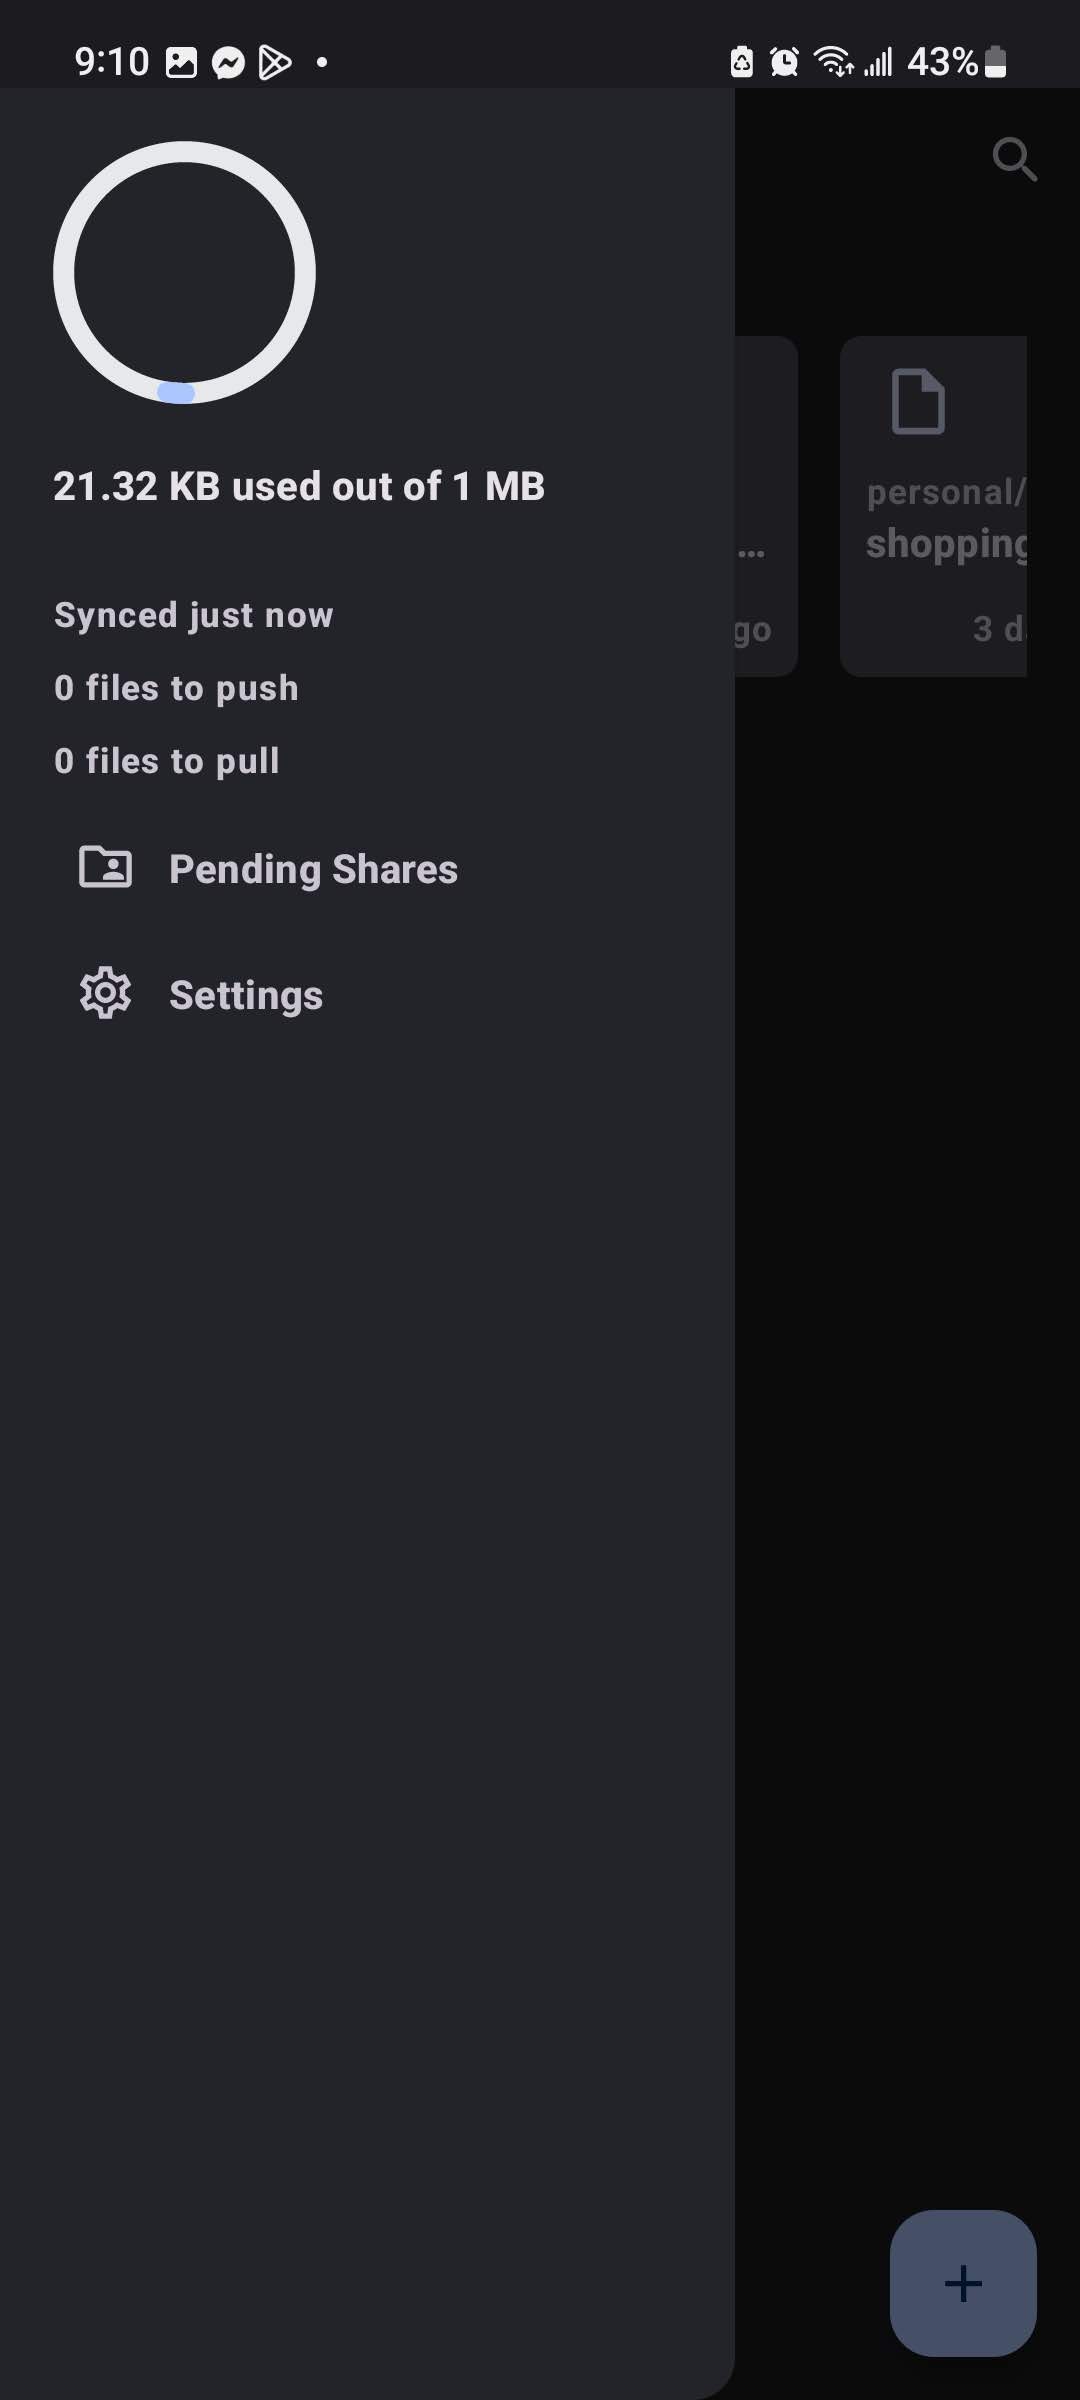 9:10
43%
21.32 KB used out of 1 MB
Synced just now
0 files to push
0 files to pull
Pending Shares
Settings
...
go
personal/
shopping
3 d